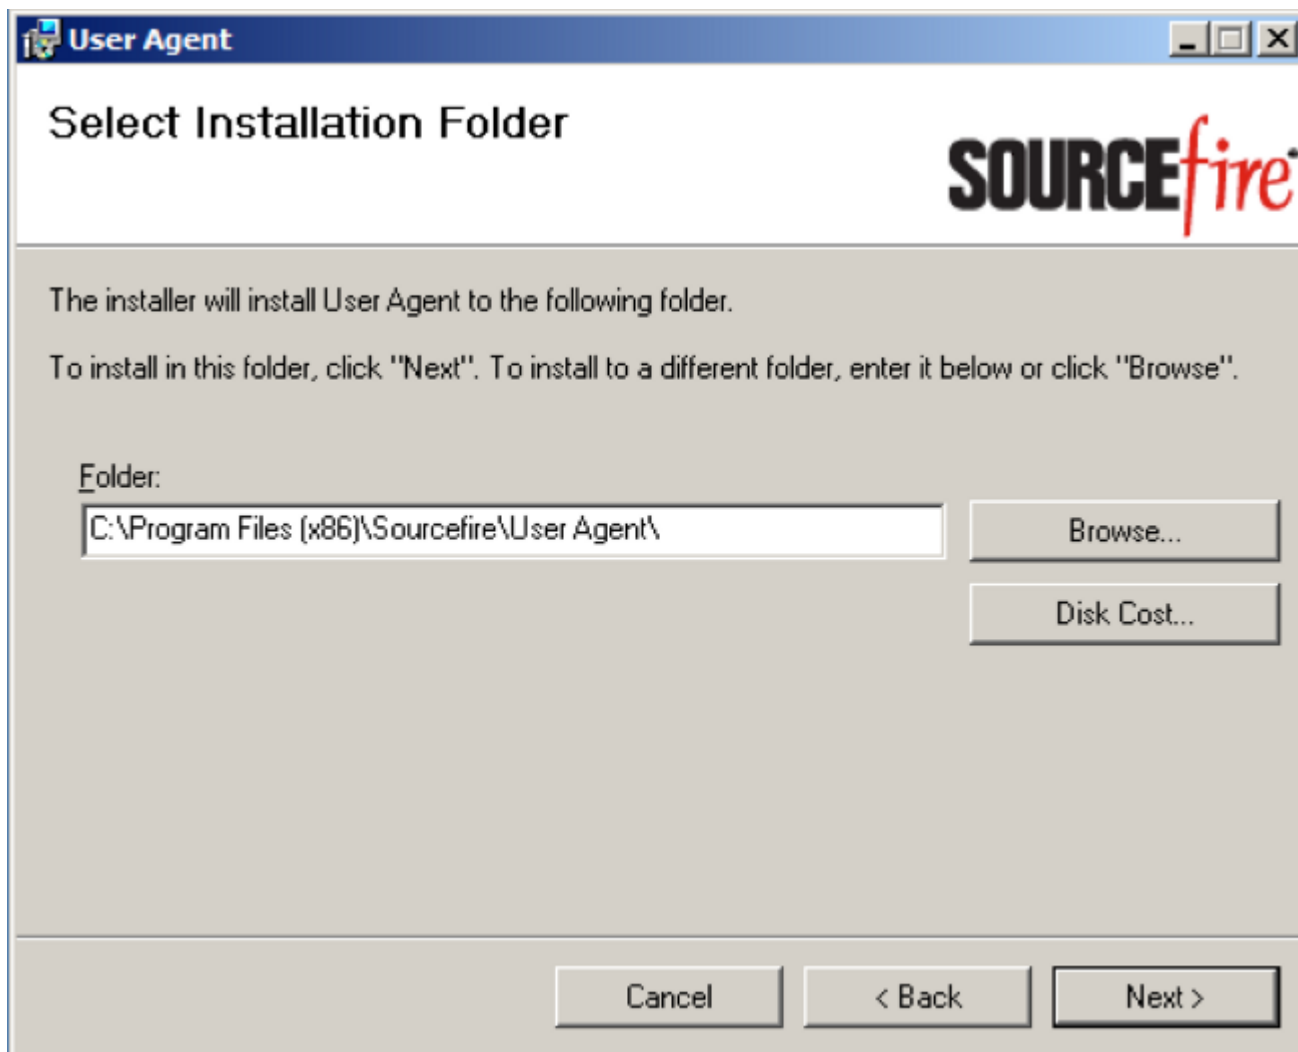 User Agent
Select Installation Folder
SOURCEfire
The installer will install User Agent to the following folder.
To install in this folder, click "Next". To install to a different folder, enter it below or click "Browse".
Folder:
C:\Program Files (x86)\Sourcefire\User Agent\
Browse...
Disk Cost...
Cancel
< Back
Next >